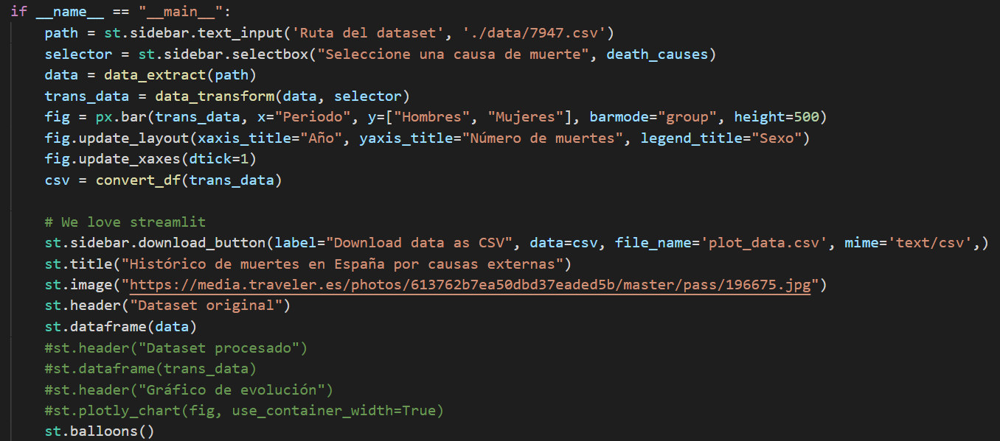 if __name__ == "__main__":
    path = st.sidebar.text_input('Ruta del dataset', './data/7947.csv')
    selector = st.sidebar.selectbox("Seleccione una causa de muerte", death_causes)
    data = data_extract(path)
    trans_data = data_transform(data, selector)
    fig = px.bar(trans_data, x="Periodo", y=["Hombres", "Mujeres"], barmode="group", height=500)
    fig.update_layout(xaxis_title="Año", yaxis_title="Número de muertes", legend_title="Sexo")
    fig.update_xaxes(dtick=1)
    csv = convert_df(trans_data)

    # We love streamlit
    st.sidebar.download_button(label="Download data as CSV", data=csv, file_name='plot_data.csv', mime='text/csv',)
    st.title("Histórico de muertes en España por causas externas")
    st.image("https://media.traveler.es/photos/613762b7ea50dbd37eaded5b/master/pass/196675.jpg")
    st.header("Dataset original")
    st.dataframe(data)
    #st.header("Dataset procesado")
    #st.dataframe(trans_data)
    #st.header("Gráfico de evolución")
    #st.plotly_chart(fig, use_container_width=True)
    st.balloons()